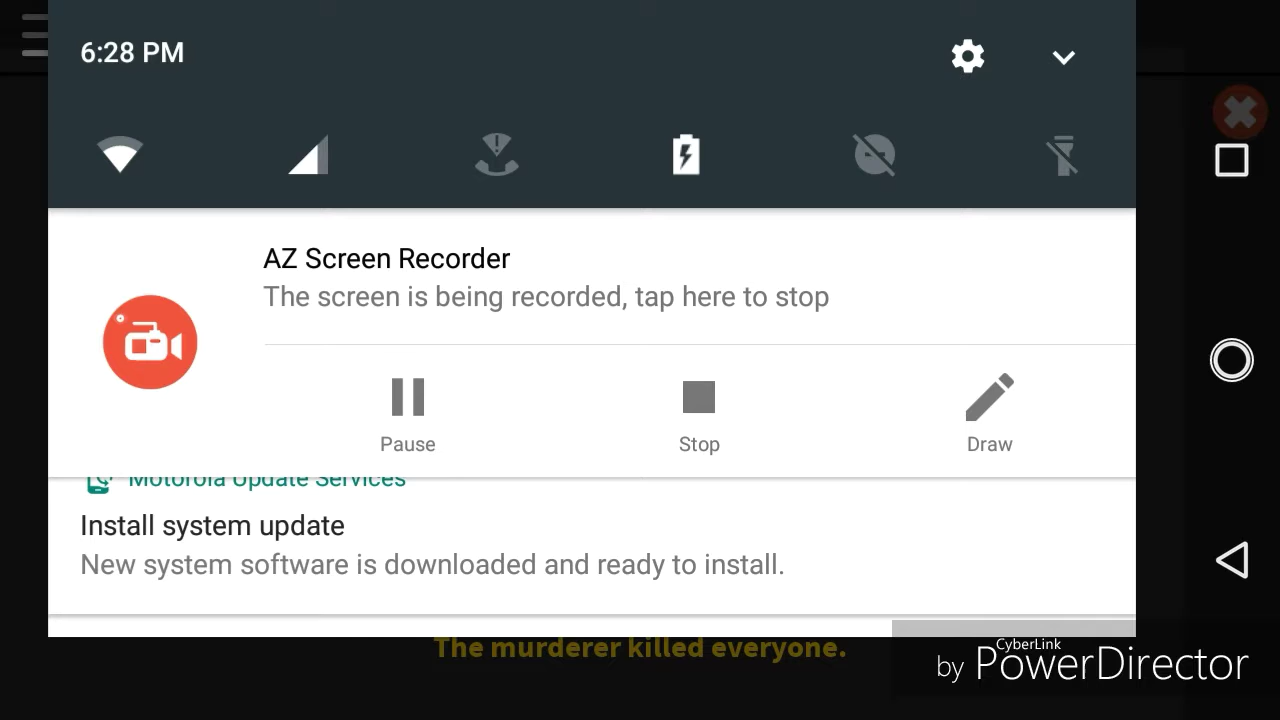 6:28 PM
AZ Screen Recorder
The screen is being recorded, tap here to stop
Pause
Stop
Draw
Motorola Update Services
Install system update
New system software is downloaded and ready to install.
The murderer killed everyone.
CyberLink
by PowerDirector